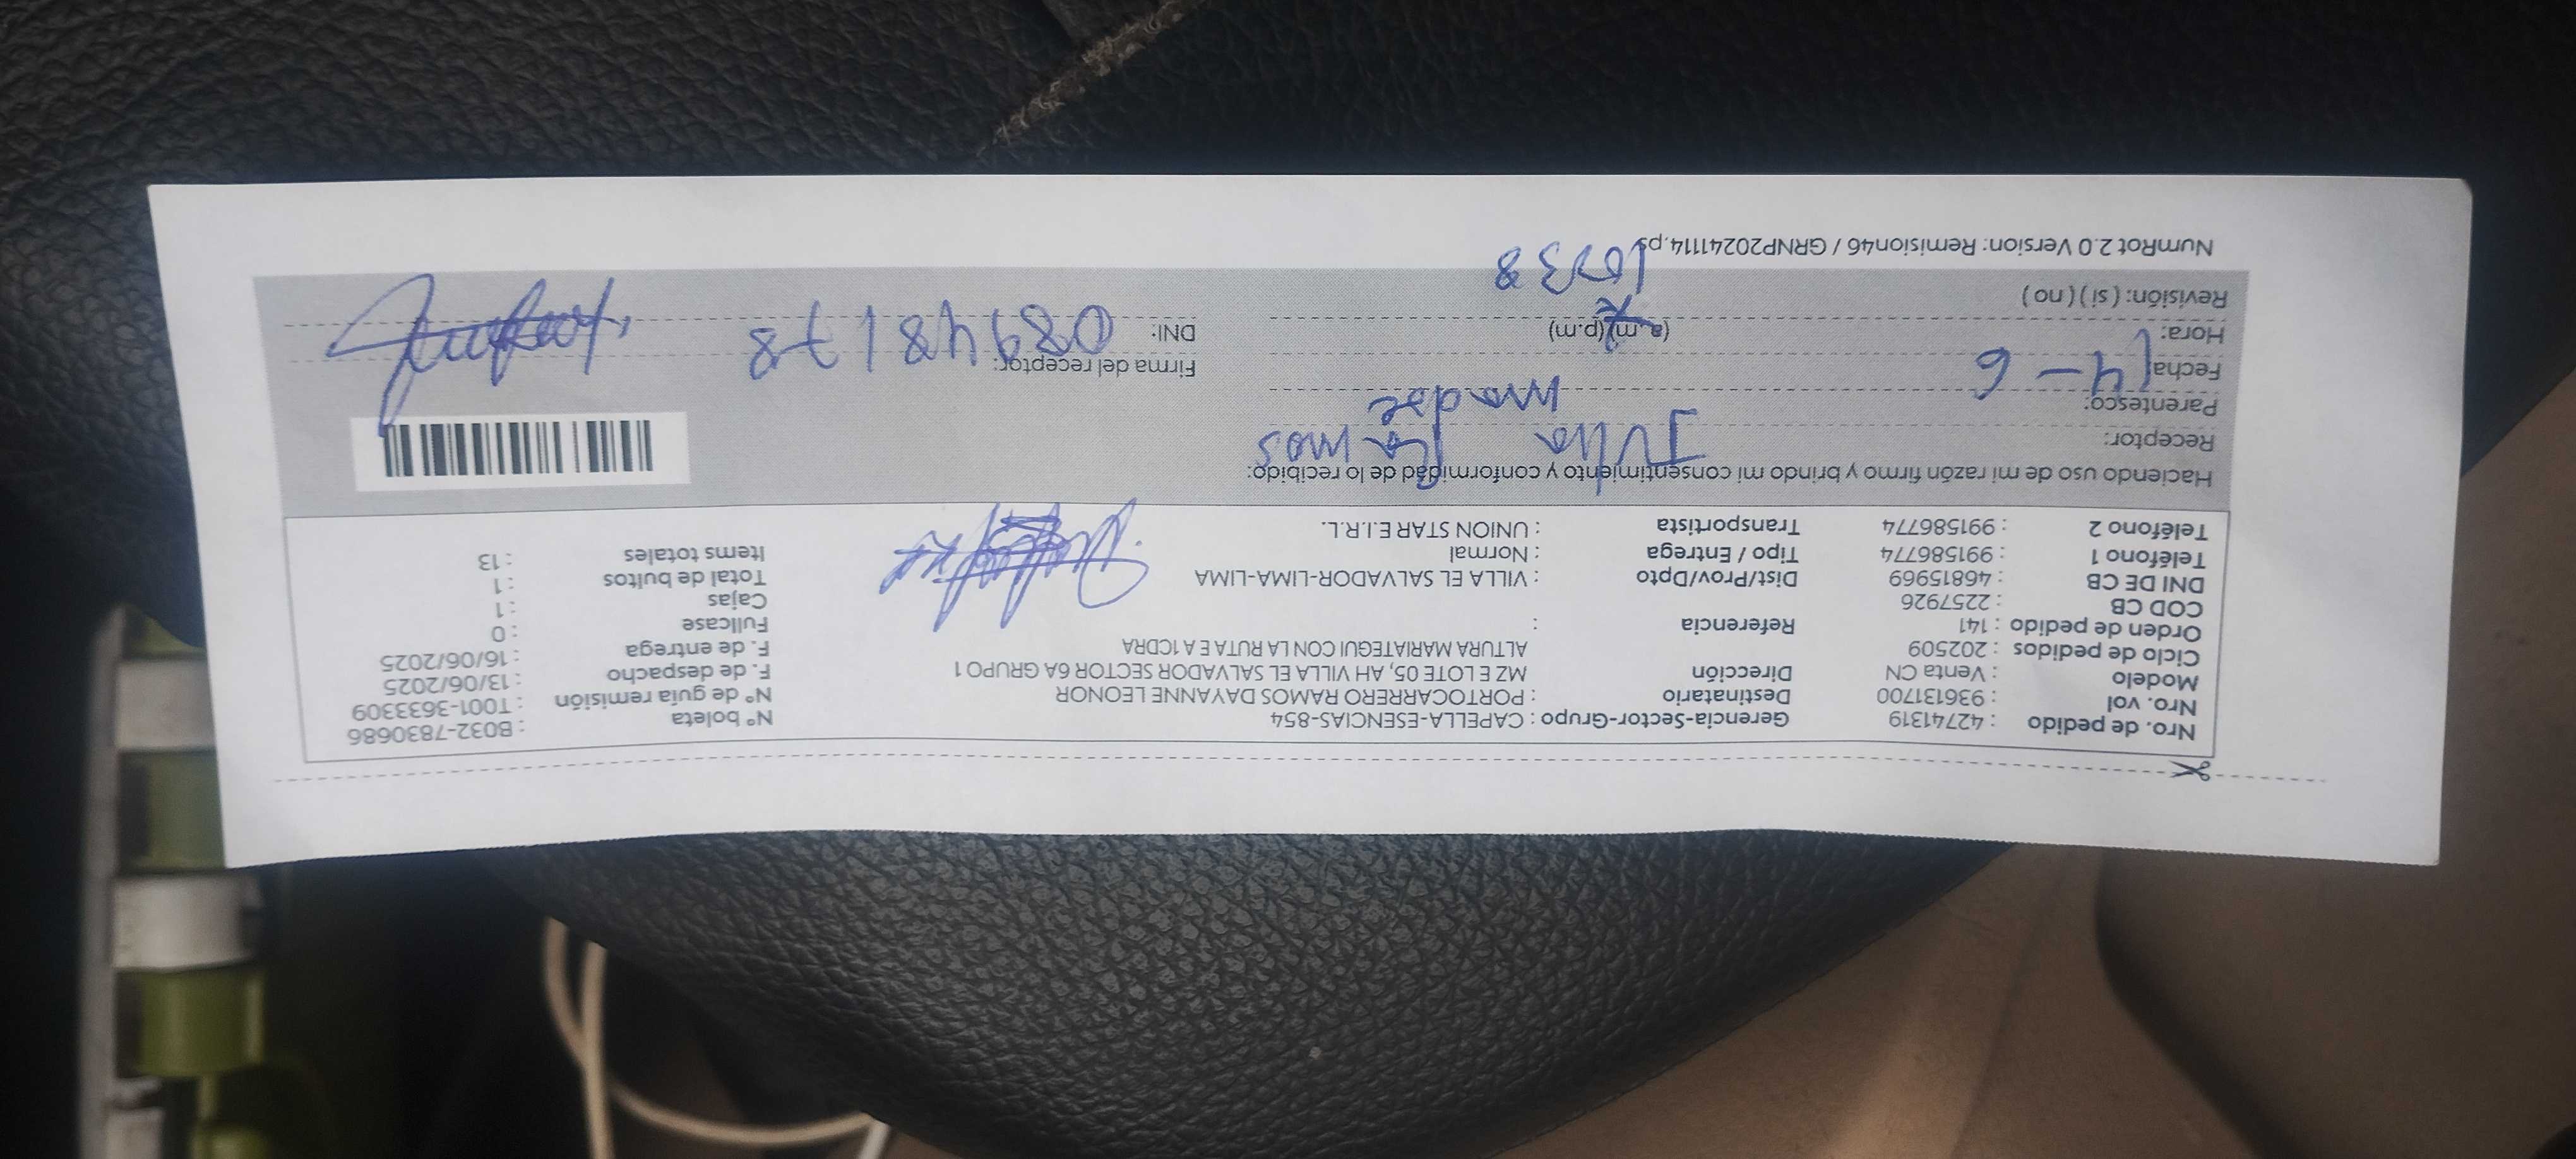 Nro. de pedido : 42741319 Gerencia-Sector-Grupo : CAPELLA-ESENCIAS-854 N° boleta : B032-7830686
Nro. vol : 936131700 Destinatario : PORTOCARRERO RAMOS DAYANNE LEONOR N° de guía remisión : T001-3633309
Modelo : Venta CN Dirección MZ E LOTE 05, AH VILLA EL SALVADOR SECTOR 6A GRUPO 1 F. de despacho : 13/06/2025
Ciclo de pedidos : 202509 ALTURA MARIATEGUI CON LA RUTA E A 1CDRA F. de entrega : 16/06/2025
Orden de pedido : 141 Referencia : Fullcase : 0
COD CB : 2257926 Cajas : 1
DNI DE CB : 46815969 Dist/Prov/Dpto : VILLA EL SALVADOR-LIMA-LIMA Total de bultos : 1
Teléfono 1 : 991586774 Tipo / Entrega : Normal Items totales : 13
Teléfono 2 : 991586774 Transportista : UNION STAR E.I.R.L.
Haciendo uso de mi razón firmo y brindo mi consentimiento y conformidad de lo recibido:
Receptor: Julia Ramos
Parentesco: madre
Fecha: 14-6 Firma del receptor:
Hora: (a.m) (p.m) DNI: 08948178
Revisión: ( si ) ( no ) 10:38
NumRot 2.0 Version: Remision46 / GRNP20241114.ps